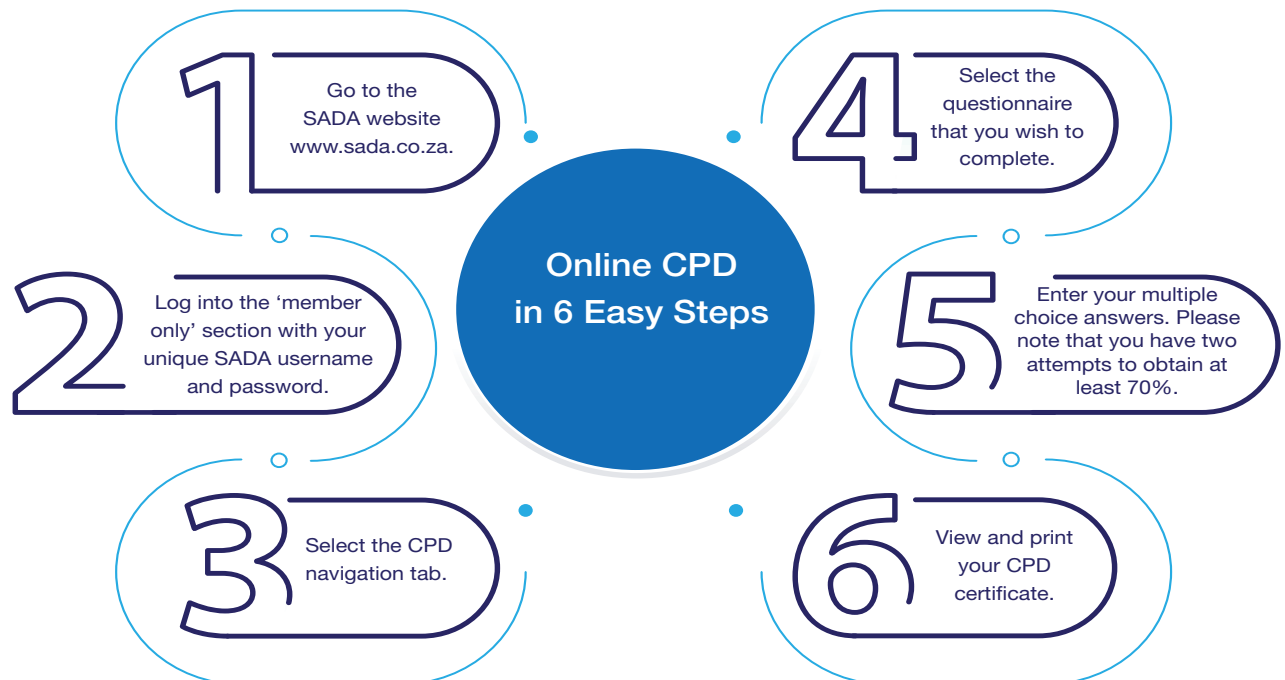 Online CPD
in 6 Easy Steps
1
Go to the
SADA website
www.sada.co.za.
2
Log into the ‘member
only’ section with your
unique SADA username
and password.
3
Select the CPD
navigation tab.
4
Select the
questionnaire
that you wish to
complete.
5
Enter your multiple
choice answers. Please
note that you have two
attempts to obtain at
least 70%.
6
View and print
your CPD
certificate.